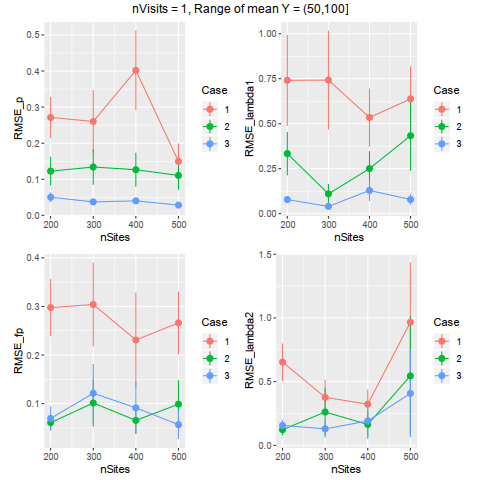 nVisits = 1, Range of mean Y = (50,100]
RMSE_p
0.5
0.4
0.3
0.2
0.1
0.0
200 300 400 500
nSites
Case
1
2
3
RMSE_lambda1
1.00
0.75
0.50
0.25
0.00
200 300 400 500
nSites
Case
1
2
3
RMSE_fp
0.4
0.3
0.2
0.1
200 300 400 500
nSites
Case
1
2
3
RMSE_lambda2
1.5
1.0
0.5
0.0
200 300 400 500
nSites
Case
1
2
3